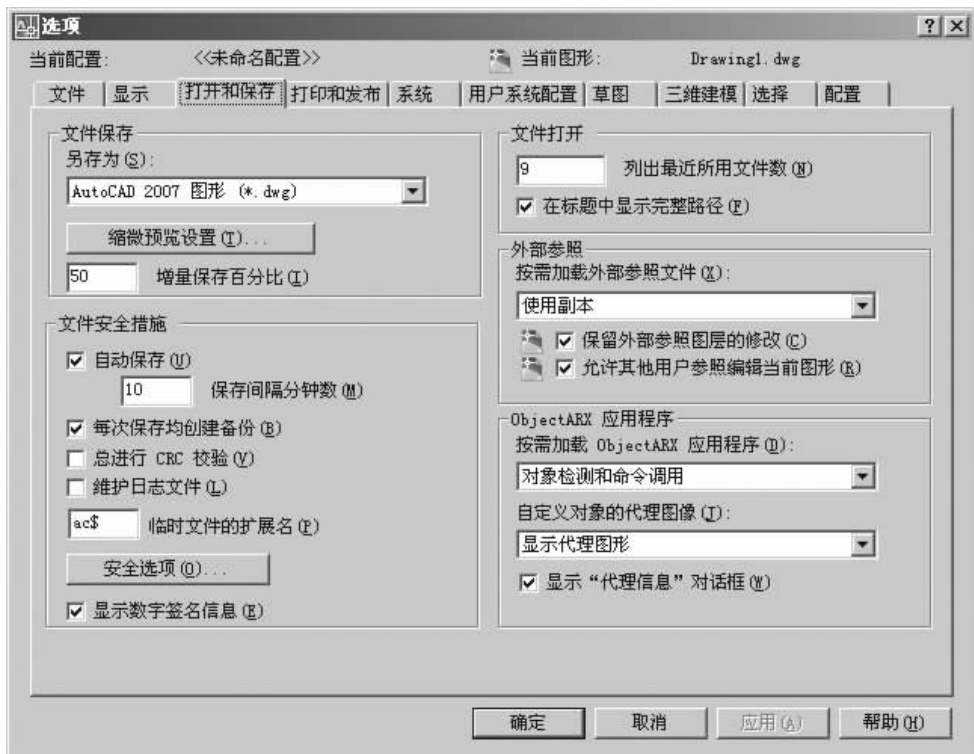 选项
当前配置: <<未命名配置>> 当前图形: Drawing1.dwg
文件 显示 打开和保存 打印和发布 系统 用户系统配置 草图 三维建模 选择 配置
文件保存
另存为(S):
AutoCAD 2007 图形 (*.dwg)
缩微预览设置(T)...
50 增量保存百分比(I)
文件安全措施
自动保存(U)
10 保存间隔分钟数(M)
每次保存均创建备份(B)
总进行 CRC 校验(V)
维护日志文件(L)
ac$ 临时文件的扩展名(P)
安全选项(O)...
显示数字签名信息(E)
文件打开
9 列出最近所用文件数(N)
在标题中显示完整路径(F)
外部参照
按需加载外部参照文件(X):
使用副本
保留外部参照图层的修改(C)
允许其他用户参照编辑当前图形(R)
ObjectARX 应用程序
按需加载 ObjectARX 应用程序(D):
对象检测和命令调用
自定义对象的代理图像(J):
显示代理图形
显示“代理信息”对话框(W)
确定 取消 应用(A) 帮助(H)